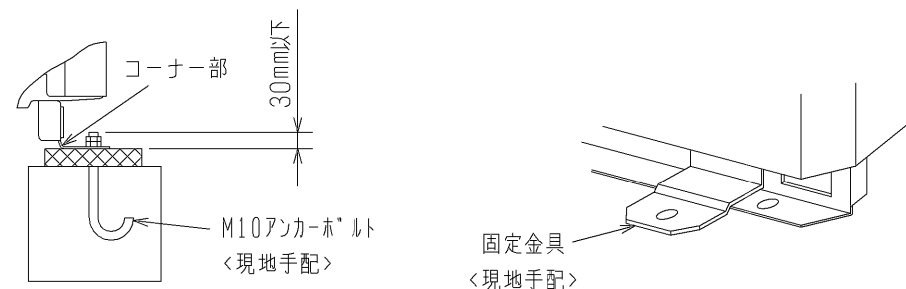 コーナー部
30mm以下
M10アンカーボルト
<現地手配>
固定金具
<現地手配>